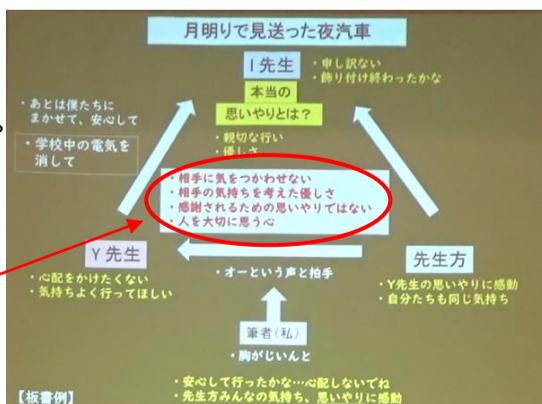 月明りで見送った夜汽車
I先生
・申し訳ない
・飾り付け終わったかな
本当の
思いやりとは？
・親切な行い
・優しさ
・あとは僕たちに
まかせて、安心して
・学校中の電気を
消して
・相手に気をつかわせない
・相手の気持ちを考えた優しさ
・感謝されるための思いやりではない
・人を大切に思う心
Y先生
・心配をかけたくない
・気持ちよく行ってほしい
・オーという声と拍手
先生方
・Y先生の思いやりに感動
・自分たちも同じ気持ち
筆者(私)
・胸がじいんと
・安心して行ったかな…心配しないでね
・先生方みんなの気持ち、思いやりに感動
【板書例】